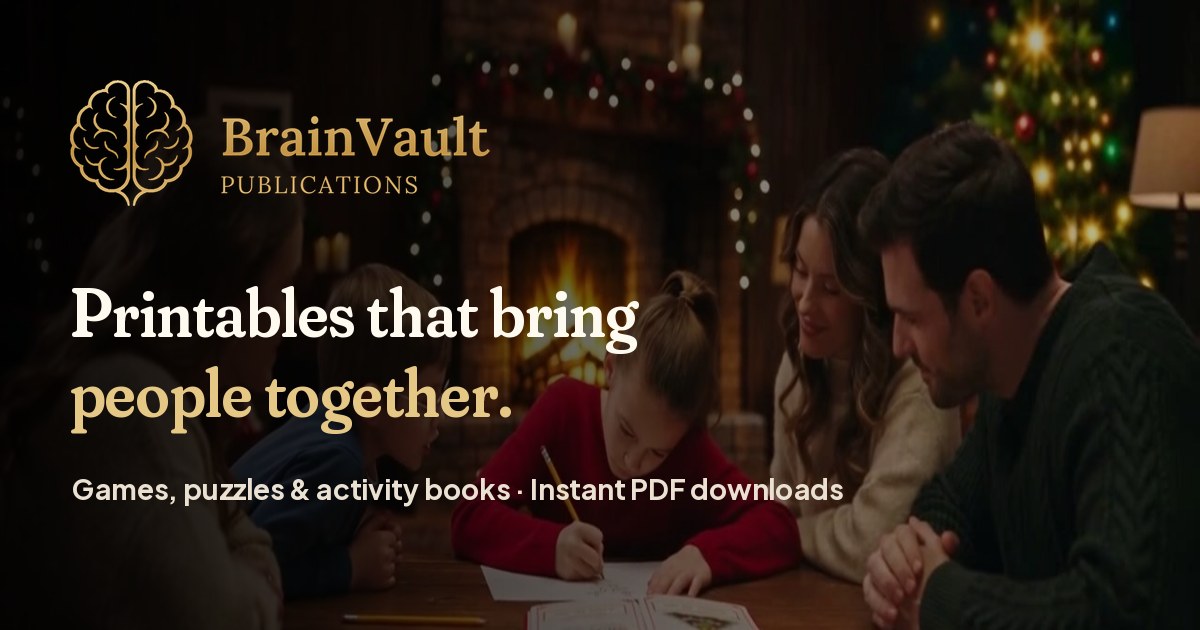 BrainVault
PUBLICATIONS
Printables that bring
people together.
Games, puzzles & activity books · Instant PDF downloads